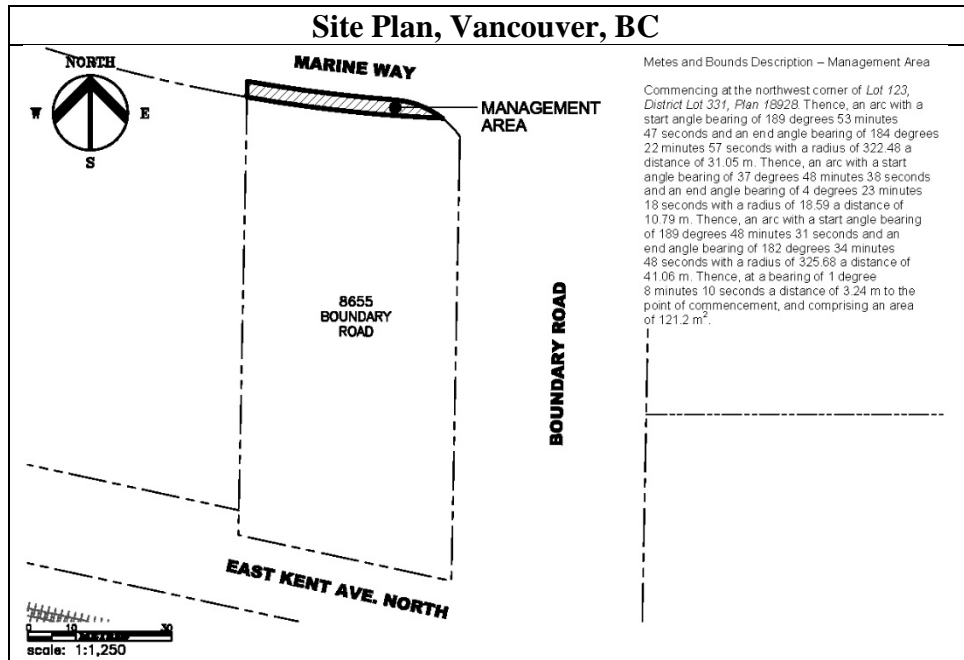 Site Plan, Vancouver, BC
NORTH
W
E
S
MARINE WAY
MANAGEMENT
AREA
Metes and Bounds Description – Management Area
Commencing at the northwest corner of Lot 123,
District Lot 331, Plan 18928. Thence, an arc with a
start angle bearing of 189 degrees 53 minutes
47 seconds and an end angle bearing of 184 degrees
22 minutes 57 seconds with a radius of 322.48 a
distance of 31.05 m. Thence, an arc with a start
angle bearing of 37 degrees 48 minutes 38 seconds
and an end angle bearing of 4 degrees 23 minutes
18 seconds with a radius of 18.59 a distance of
10.79 m. Thence, an arc with a start angle bearing
of 189 degrees 48 minutes 31 seconds and an
end angle bearing of 182 degrees 34 minutes
48 seconds with a radius of 325.68 a distance of
41.06 m. Thence, at a bearing of 1 degree
8 minutes 10 seconds a distance of 3.24 m to the
point of commencement, and comprising an area
of 121.2 m².
8655
BOUNDARY
ROAD
BOUNDARY ROAD
EAST KENT AVE. NORTH
0 10 30
METRES
scale: 1:1,250